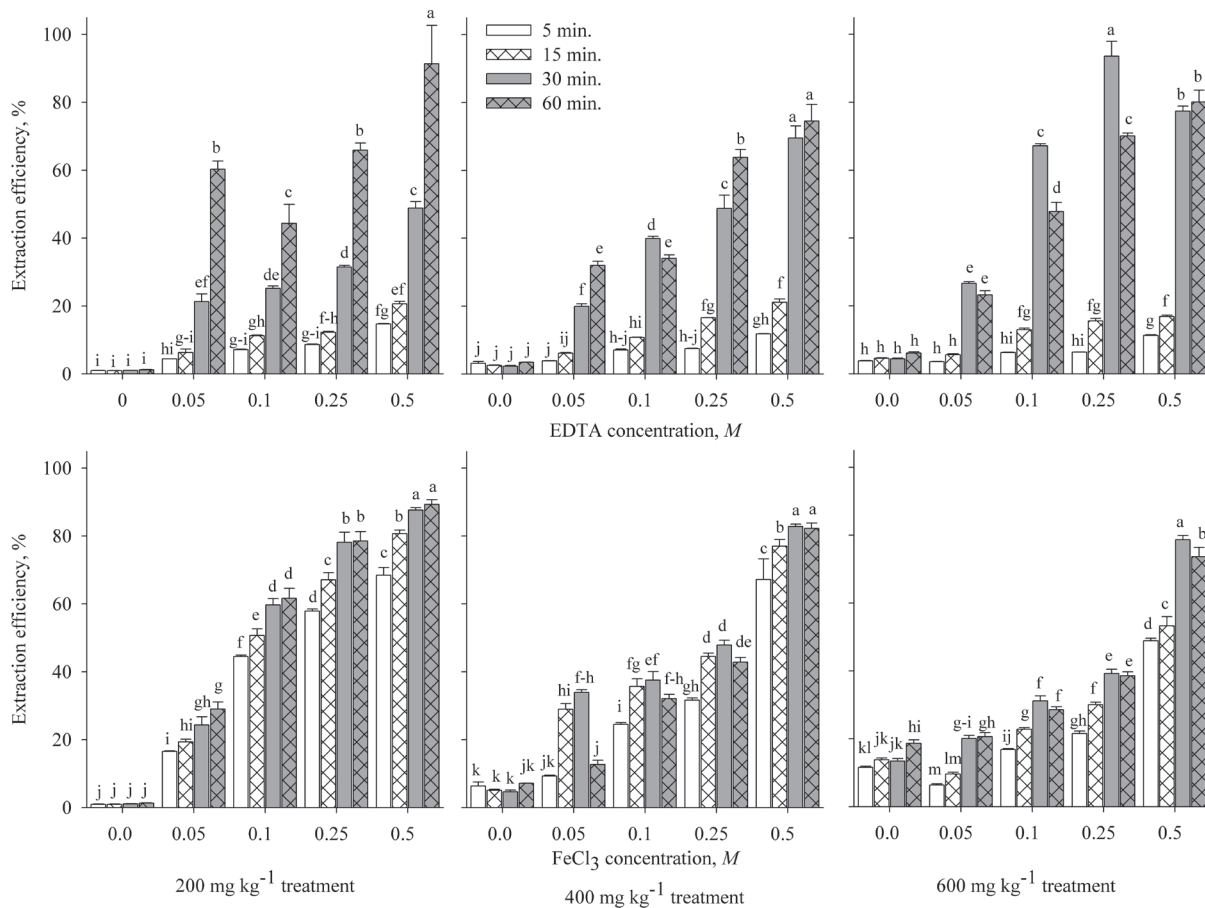 5 min.
15 min.
30 min.
60 min.
Extraction efficiency, %
100
80
60
40
20
0
i i i i
hi g-i ef b
g-i gh de c
g-i f-h d b
fg ef c a
j j j j
j ij f e
h-j hi d e
h-j fg c b
gh f a a
h h h h
h h e e
hi fg c d
hi fg a c
g f b b
0 0.05 0.1 0.25 0.5
0.0 0.05 0.1 0.25 0.5
0.0 0.05 0.1 0.25 0.5
EDTA concentration, M
Extraction efficiency, %
100
80
60
40
20
0
j j j j
i hi gh g
f e d d
d c b b
c b a a
k k k jk
jk hi f-h j
i fg ef f-h
gh d d de
c b a a
kl jk jk hi
m lm g-i gh
ij g f f
gh f e e
d c a b
0.0 0.05 0.1 0.25 0.5
0.0 0.05 0.1 0.25 0.5
0.0 0.05 0.1 0.25 0.5
FeCl3 concentration, M
200 mg kg-1 treatment
400 mg kg-1 treatment
600 mg kg-1 treatment